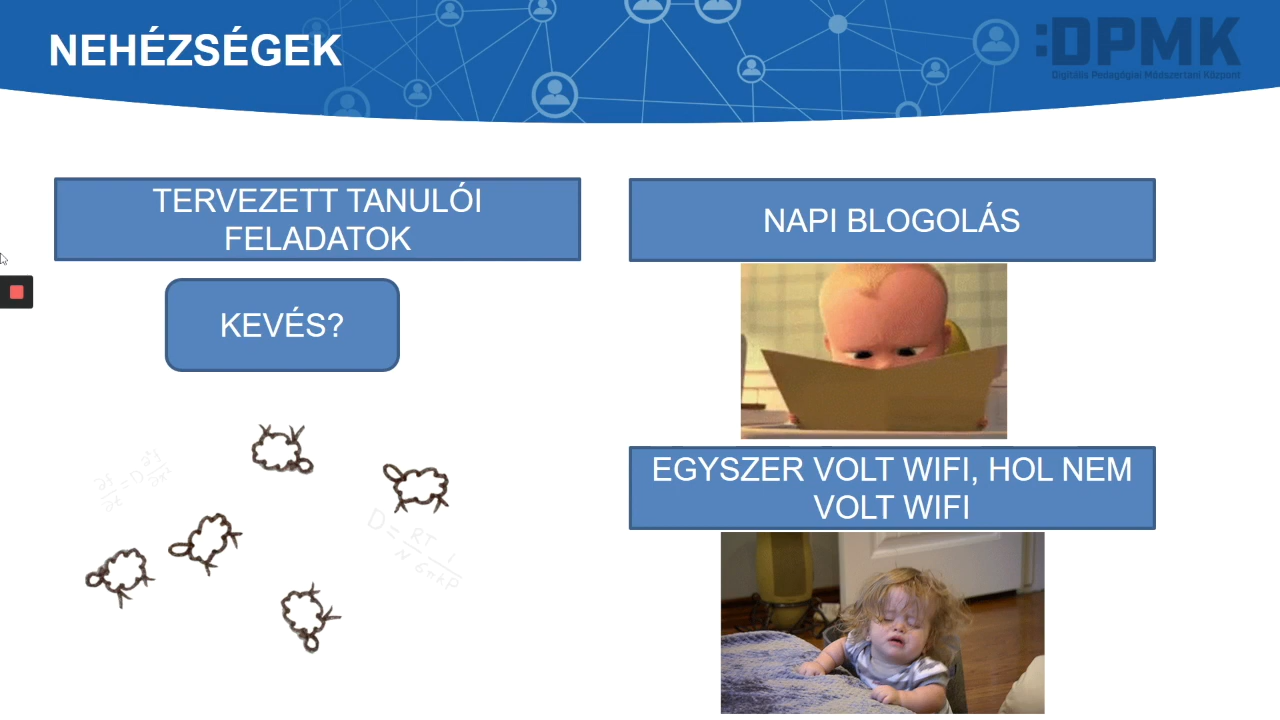 NEHÉZSÉGEK
:DPMK
Digitális Pedagógiai Módszertani Központ
TERVEZETT TANULÓI
FELADATOK
KEVÉS?
NAPI BLOGOLÁS
EGYSZER VOLT WIFI, HOL NEM
VOLT WIFI